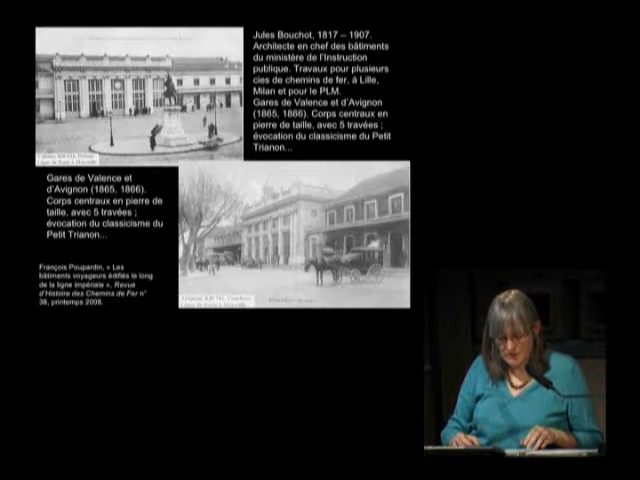 Jules Bouchot, 1817 – 1907.
Architecte en chef des bâtiments
du ministère de l'Instruction
publique. Travaux pour plusieurs
cies de chemins de fer, à Lille,
Milan et pour le PLM.
Gares de Valence et d'Avignon
(1865, 1866). Corps centraux en
pierre de taille, avec 5 travées ;
évocation du classicisme du Petit
Trianon...
Gares de Valence et
d'Avignon (1865, 1866).
Corps centraux en pierre de
taille, avec 5 travées ;
évocation du classicisme du
Petit Trianon...
François Poupardin, « Les
bâtiments voyageurs édifiés le long
de la ligne impériale ». Revue
d'Histoire des Chemins de Fer n°
38, printemps 2008.